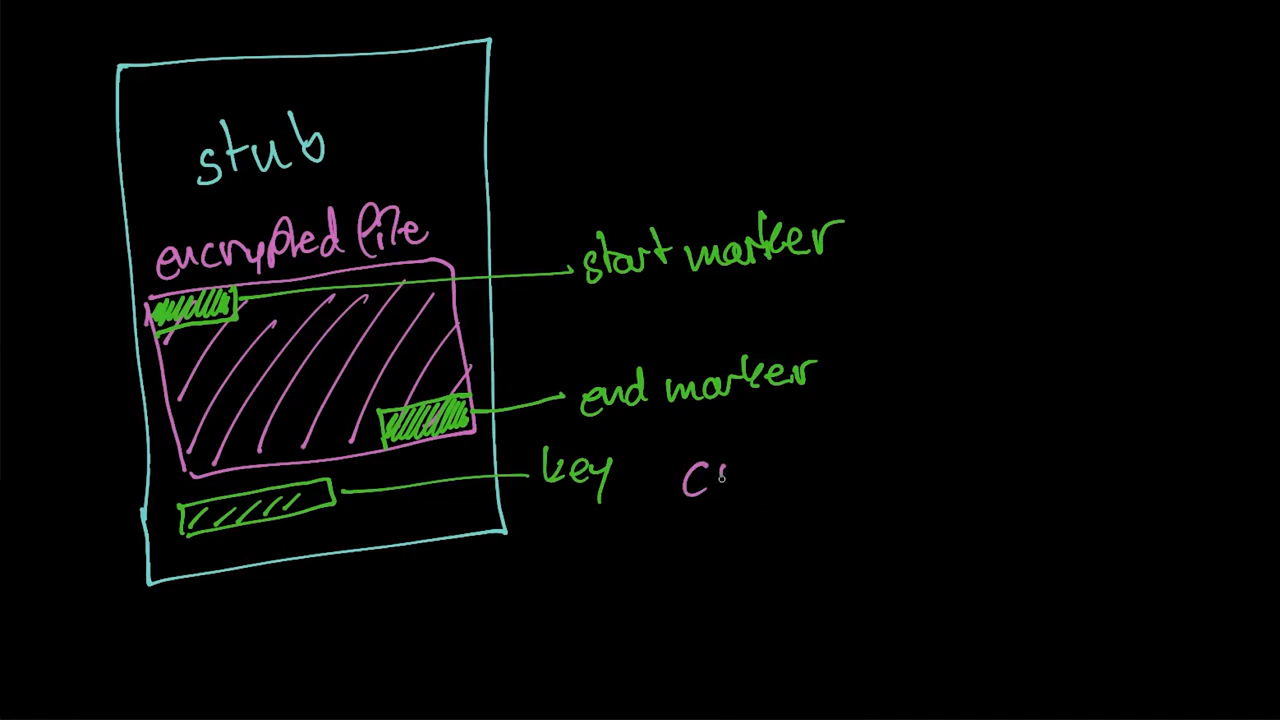 stub
encrypted file
start marker
end marker
key